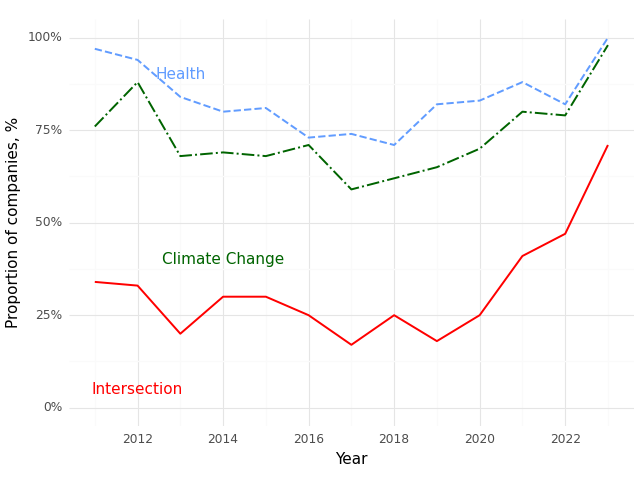 100%
Health
75%
50%
Climate Change
25%
Intersection
0%
2012 2014 2016 2018 2020 2022
Year
Proportion of companies, %